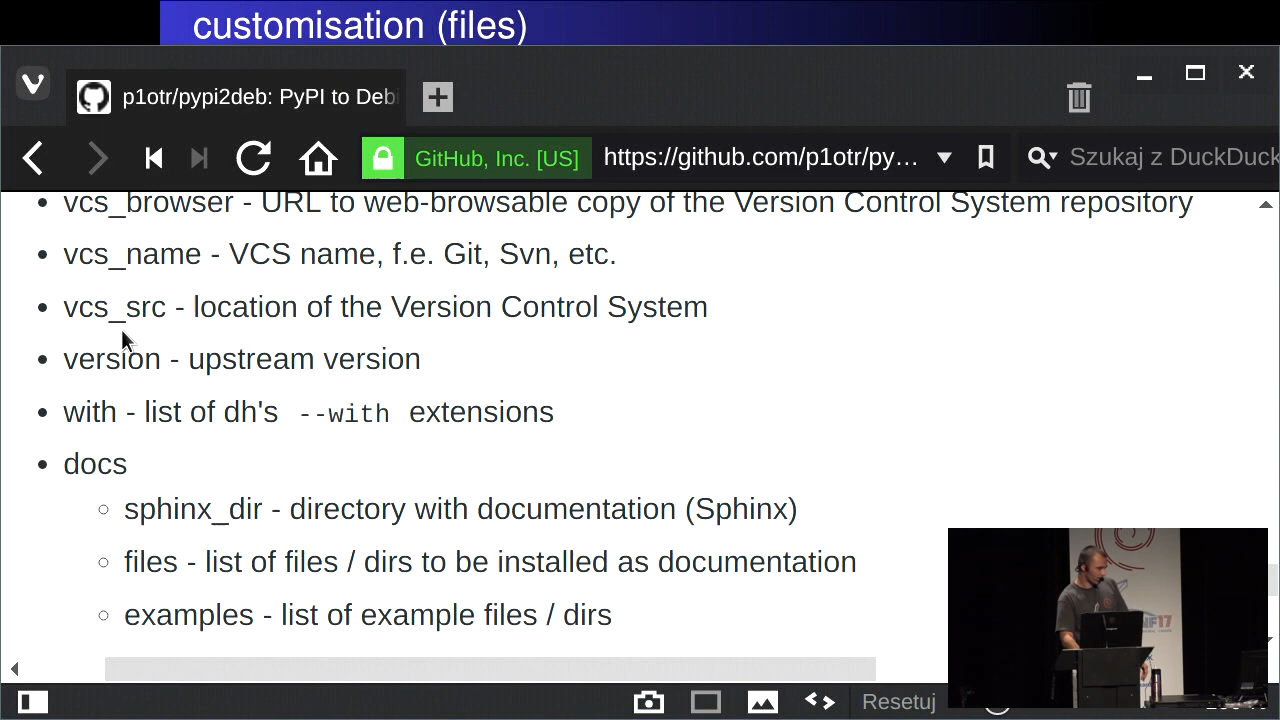 customisation (files)
p1otr/pypi2deb: PyPI to Deb
GitHub, Inc. [US] https://github.com/p1otr/py... Szukaj z DuckDuck
• vcs_browser - URL to web-browsable copy of the Version Control System repository
• vcs_name - VCS name, f.e. Git, Svn, etc.
• vcs_src - location of the Version Control System
• version - upstream version
• with - list of dh's --with extensions
• docs
◦ sphinx_dir - directory with documentation (Sphinx)
◦ files - list of files / dirs to be installed as documentation
◦ examples - list of example files / dirs
Resetuj